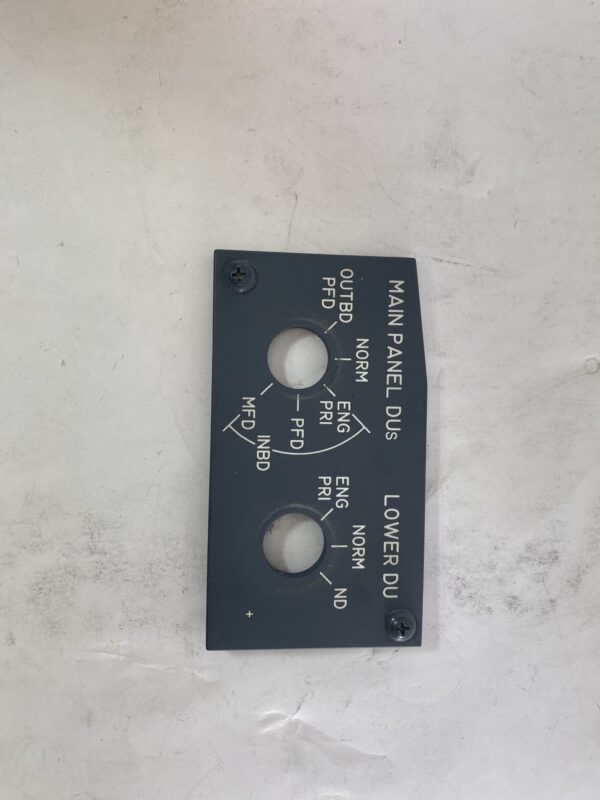 MAIN PANEL DUs
NORM
OUTBD
PFD
ENG
PRI
PFD
MFD
INBD
LOWER DU
NORM
ENG
PRI
ND